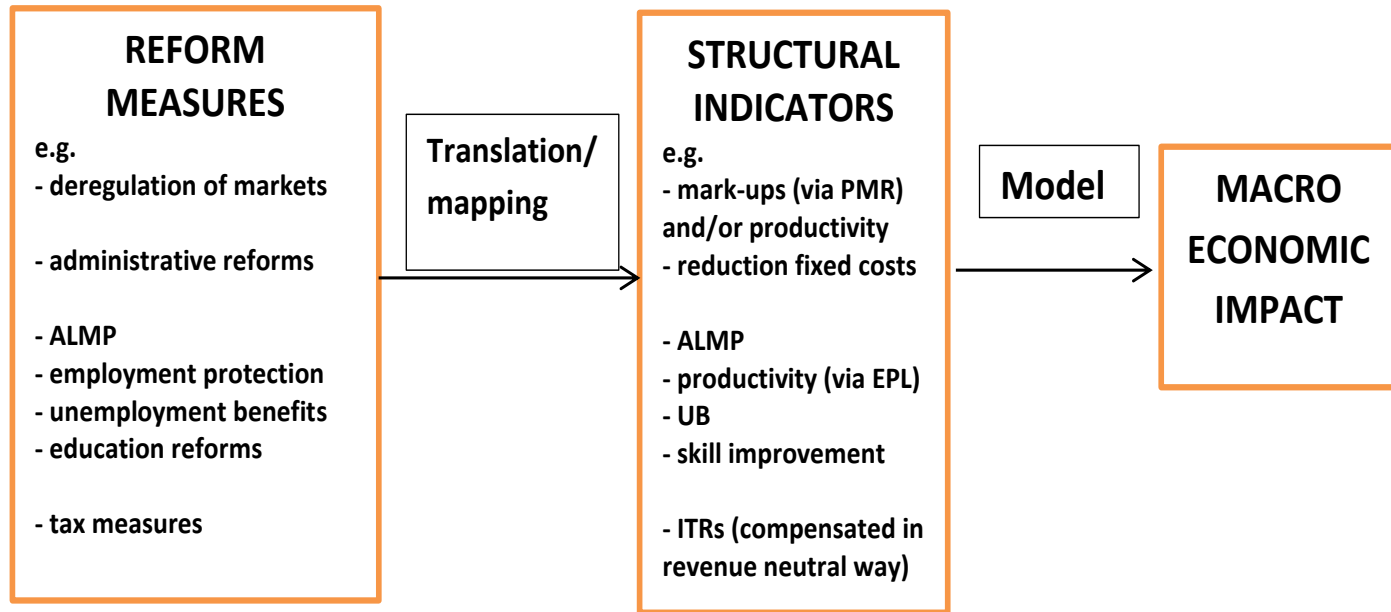 REFORM
MEASURES
e.g.
- deregulation of markets
- administrative reforms
- ALMP
- employment protection
- unemployment benefits
- education reforms
- tax measures
Translation/
mapping
STRUCTURAL
INDICATORS
e.g.
- mark-ups (via PMR)
and/or productivity
- reduction fixed costs
- ALMP
- productivity (via EPL)
- UB
- skill improvement
- ITRs (compensated in
revenue neutral way)
Model
MACRO
ECONOMIC
IMPACT